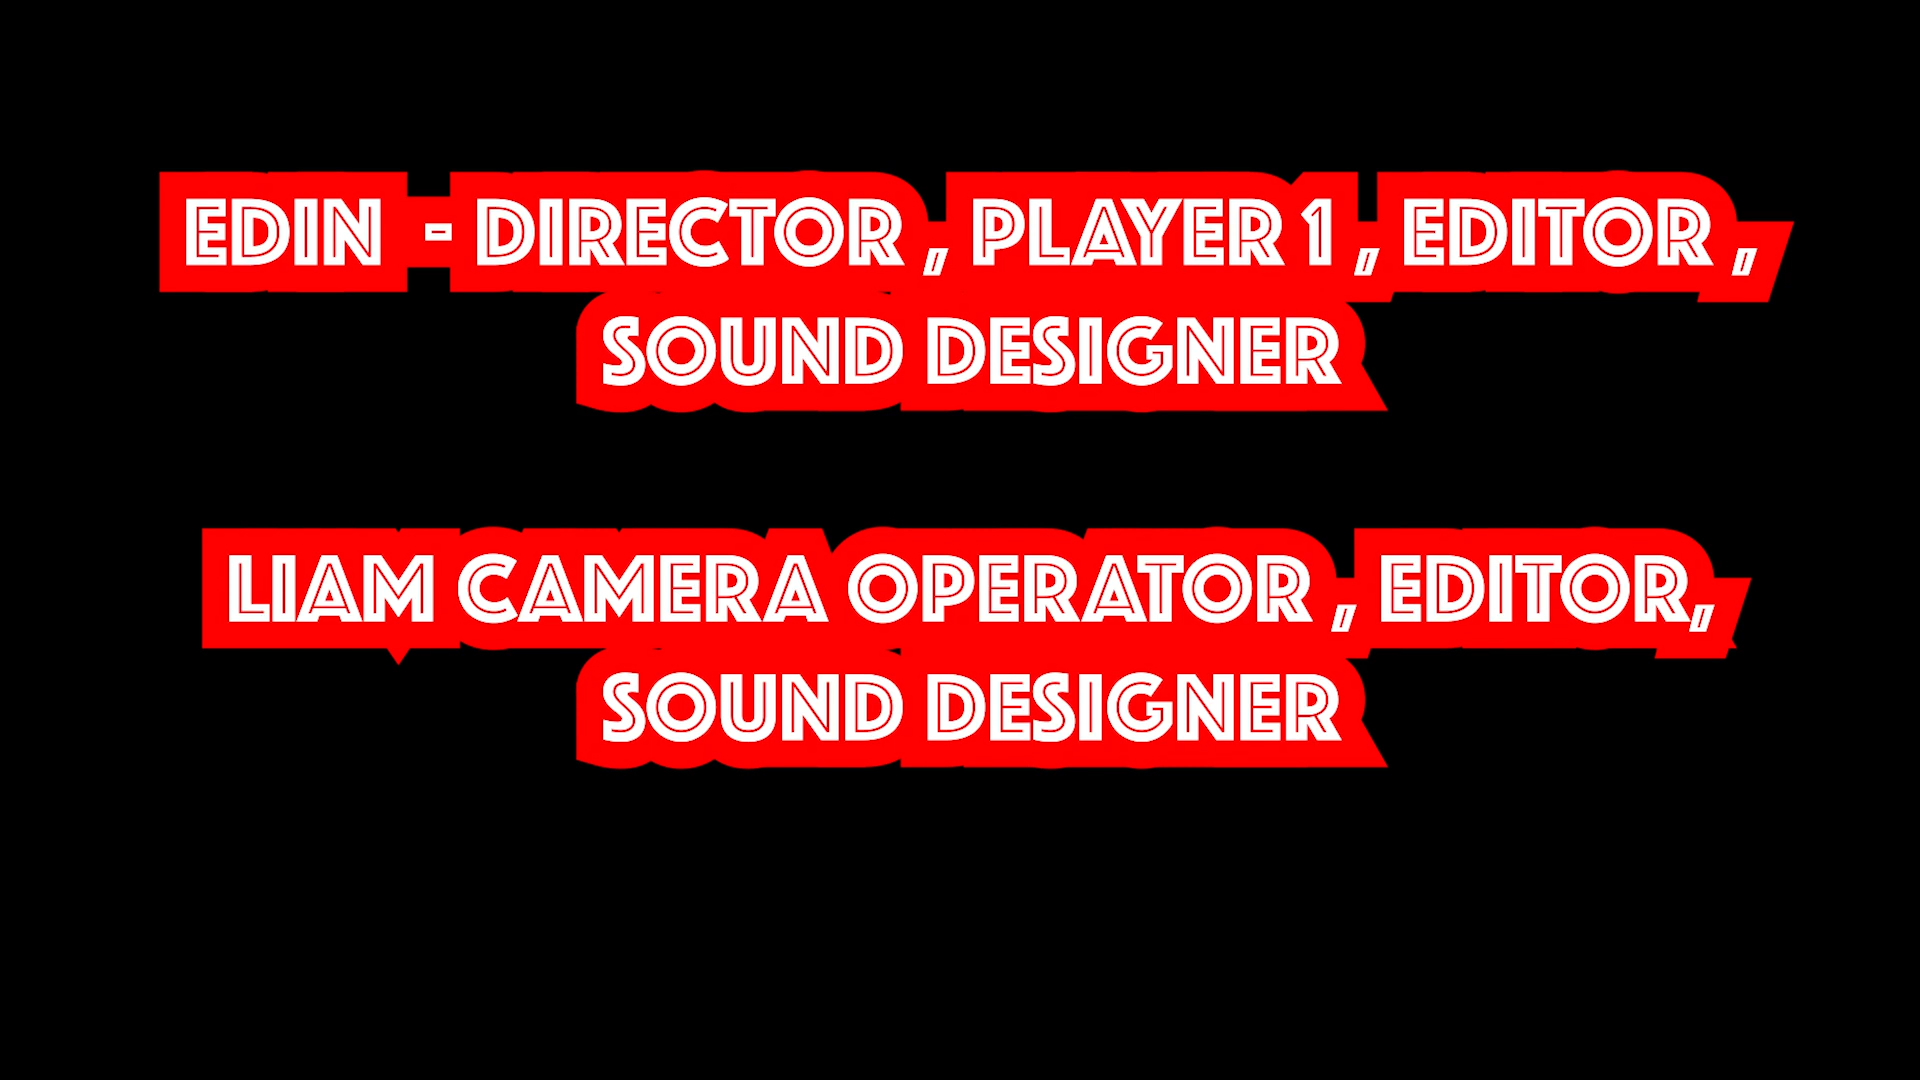 EDIN - DIRECTOR , PLAYER 1 , EDITOR ,
SOUND DESIGNER
LIAM CAMERA OPERATOR , EDITOR,
SOUND DESIGNER